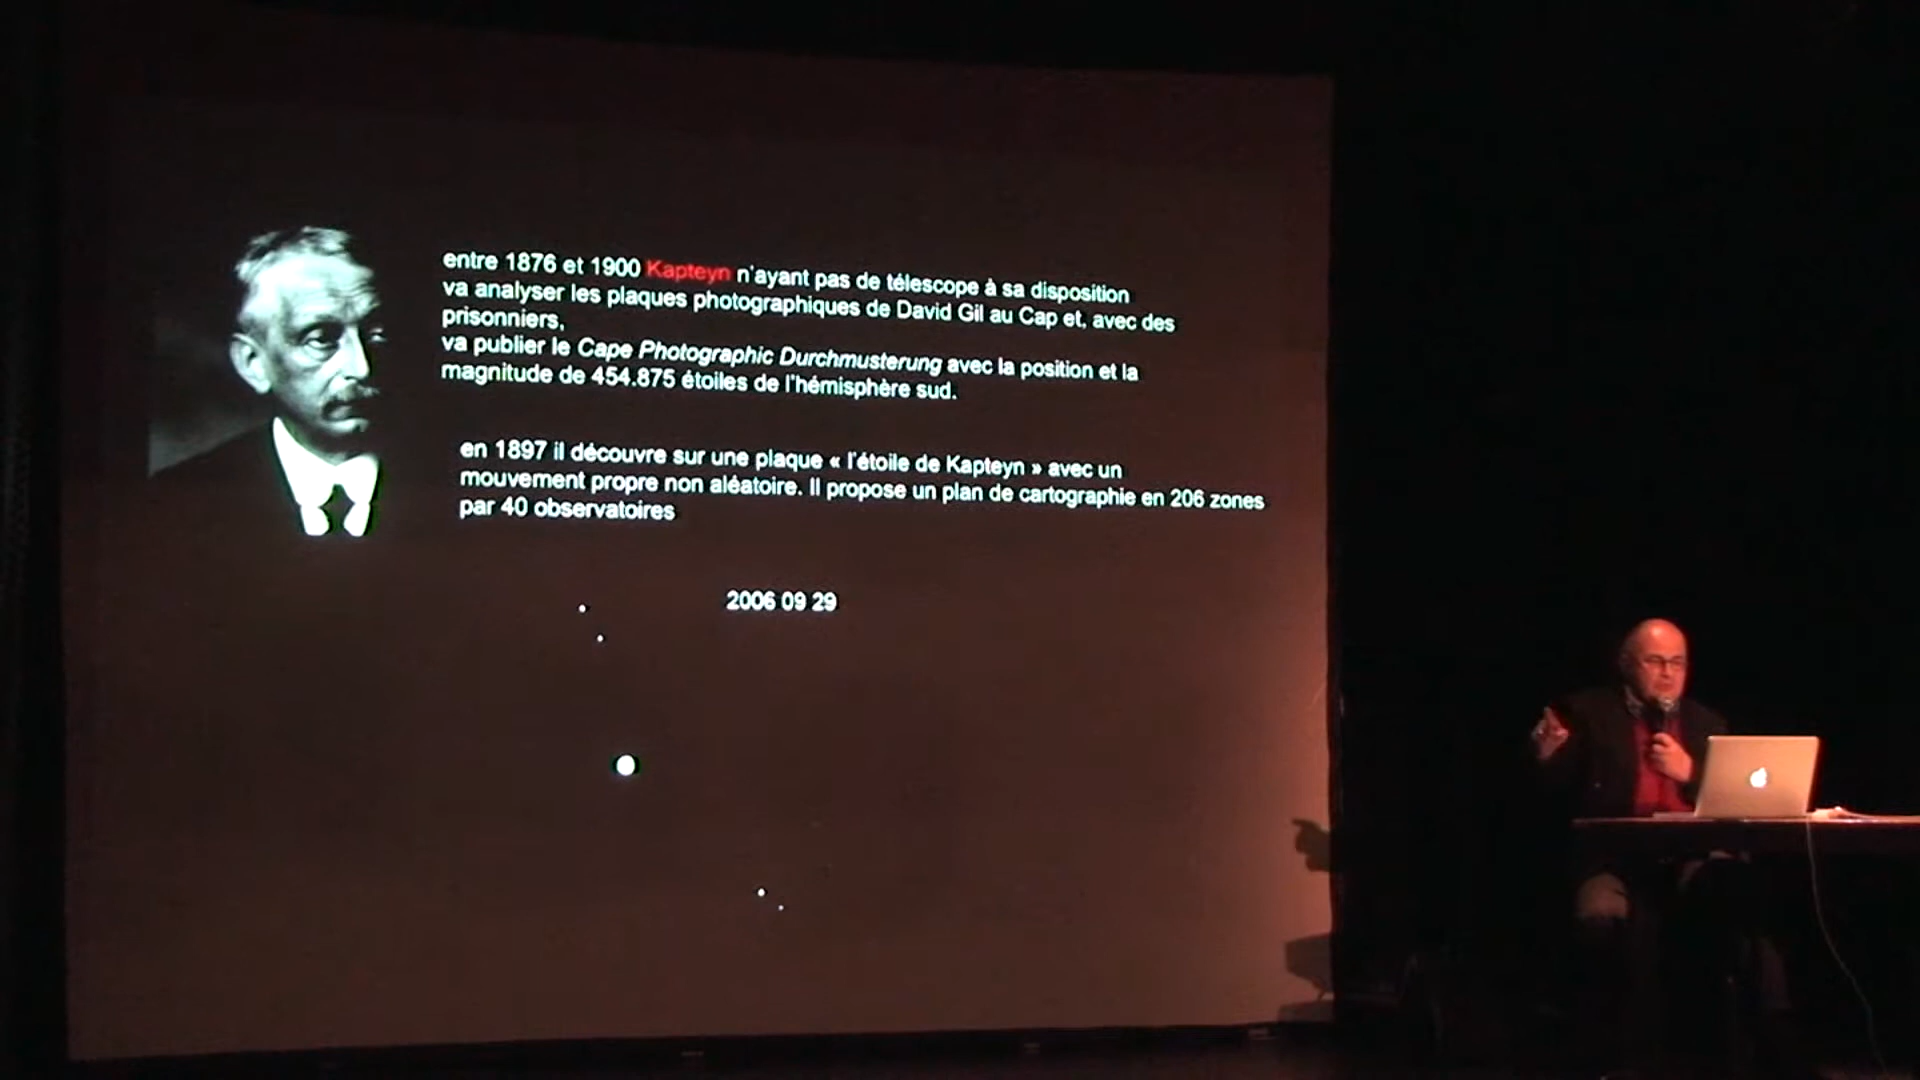 entre 1876 et 1900 Kapteyn n'ayant pas de télescope à sa disposition
va analyser les plaques photographiques de David Gil au Cap et, avec des
prisonniers,
va publier le Cape Photographic Durchmusterung avec la position et la
magnitude de 454.875 étoiles de l'hémisphère sud.
en 1897 il découvre sur une plaque « l'étoile de Kapteyn » avec un
mouvement propre non aléatoire. Il propose un plan de cartographie en 206 zones
par 40 observatoires
2006 09 29